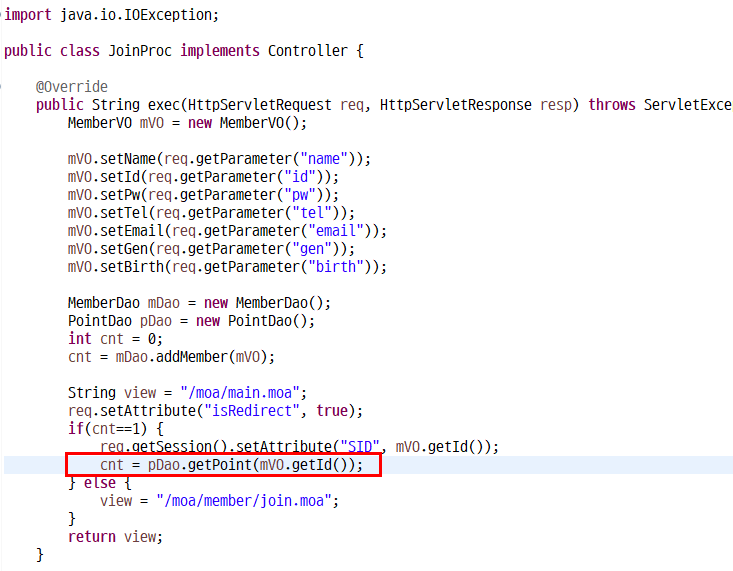 import java.io.IOException;
public class JoinProc implements Controller {
@Override
public String exec(HttpServletRequest req, HttpServletResponse resp) throws ServletExce
MemberVO mVO = new MemberVO();
mVO.setName(req.getParameter("name"));
mVO.setId(req.getParameter("id"));
mVO.setPw(req.getParameter("pw"));
mVO.setTel(req.getParameter("tel"));
mVO.setEmail(req.getParameter("email"));
mVO.setGen(req.getParameter("gen"));
mVO.setBirth(req.getParameter("birth"));
MemberDao mDao = new MemberDao();
PointDao pDao = new PointDao();
int cnt = 0;
cnt = mDao.addMember(mVO);
String view = "/moa/main.moa";
req.setAttribute("isRedirect", true);
if(cnt==1) {
req.getSession().setAttribute("SID", mVO.getId());
cnt = pDao.getPoint(mVO.getId());
} else {
view = "/moa/member/join.moa";
}
return view;
}